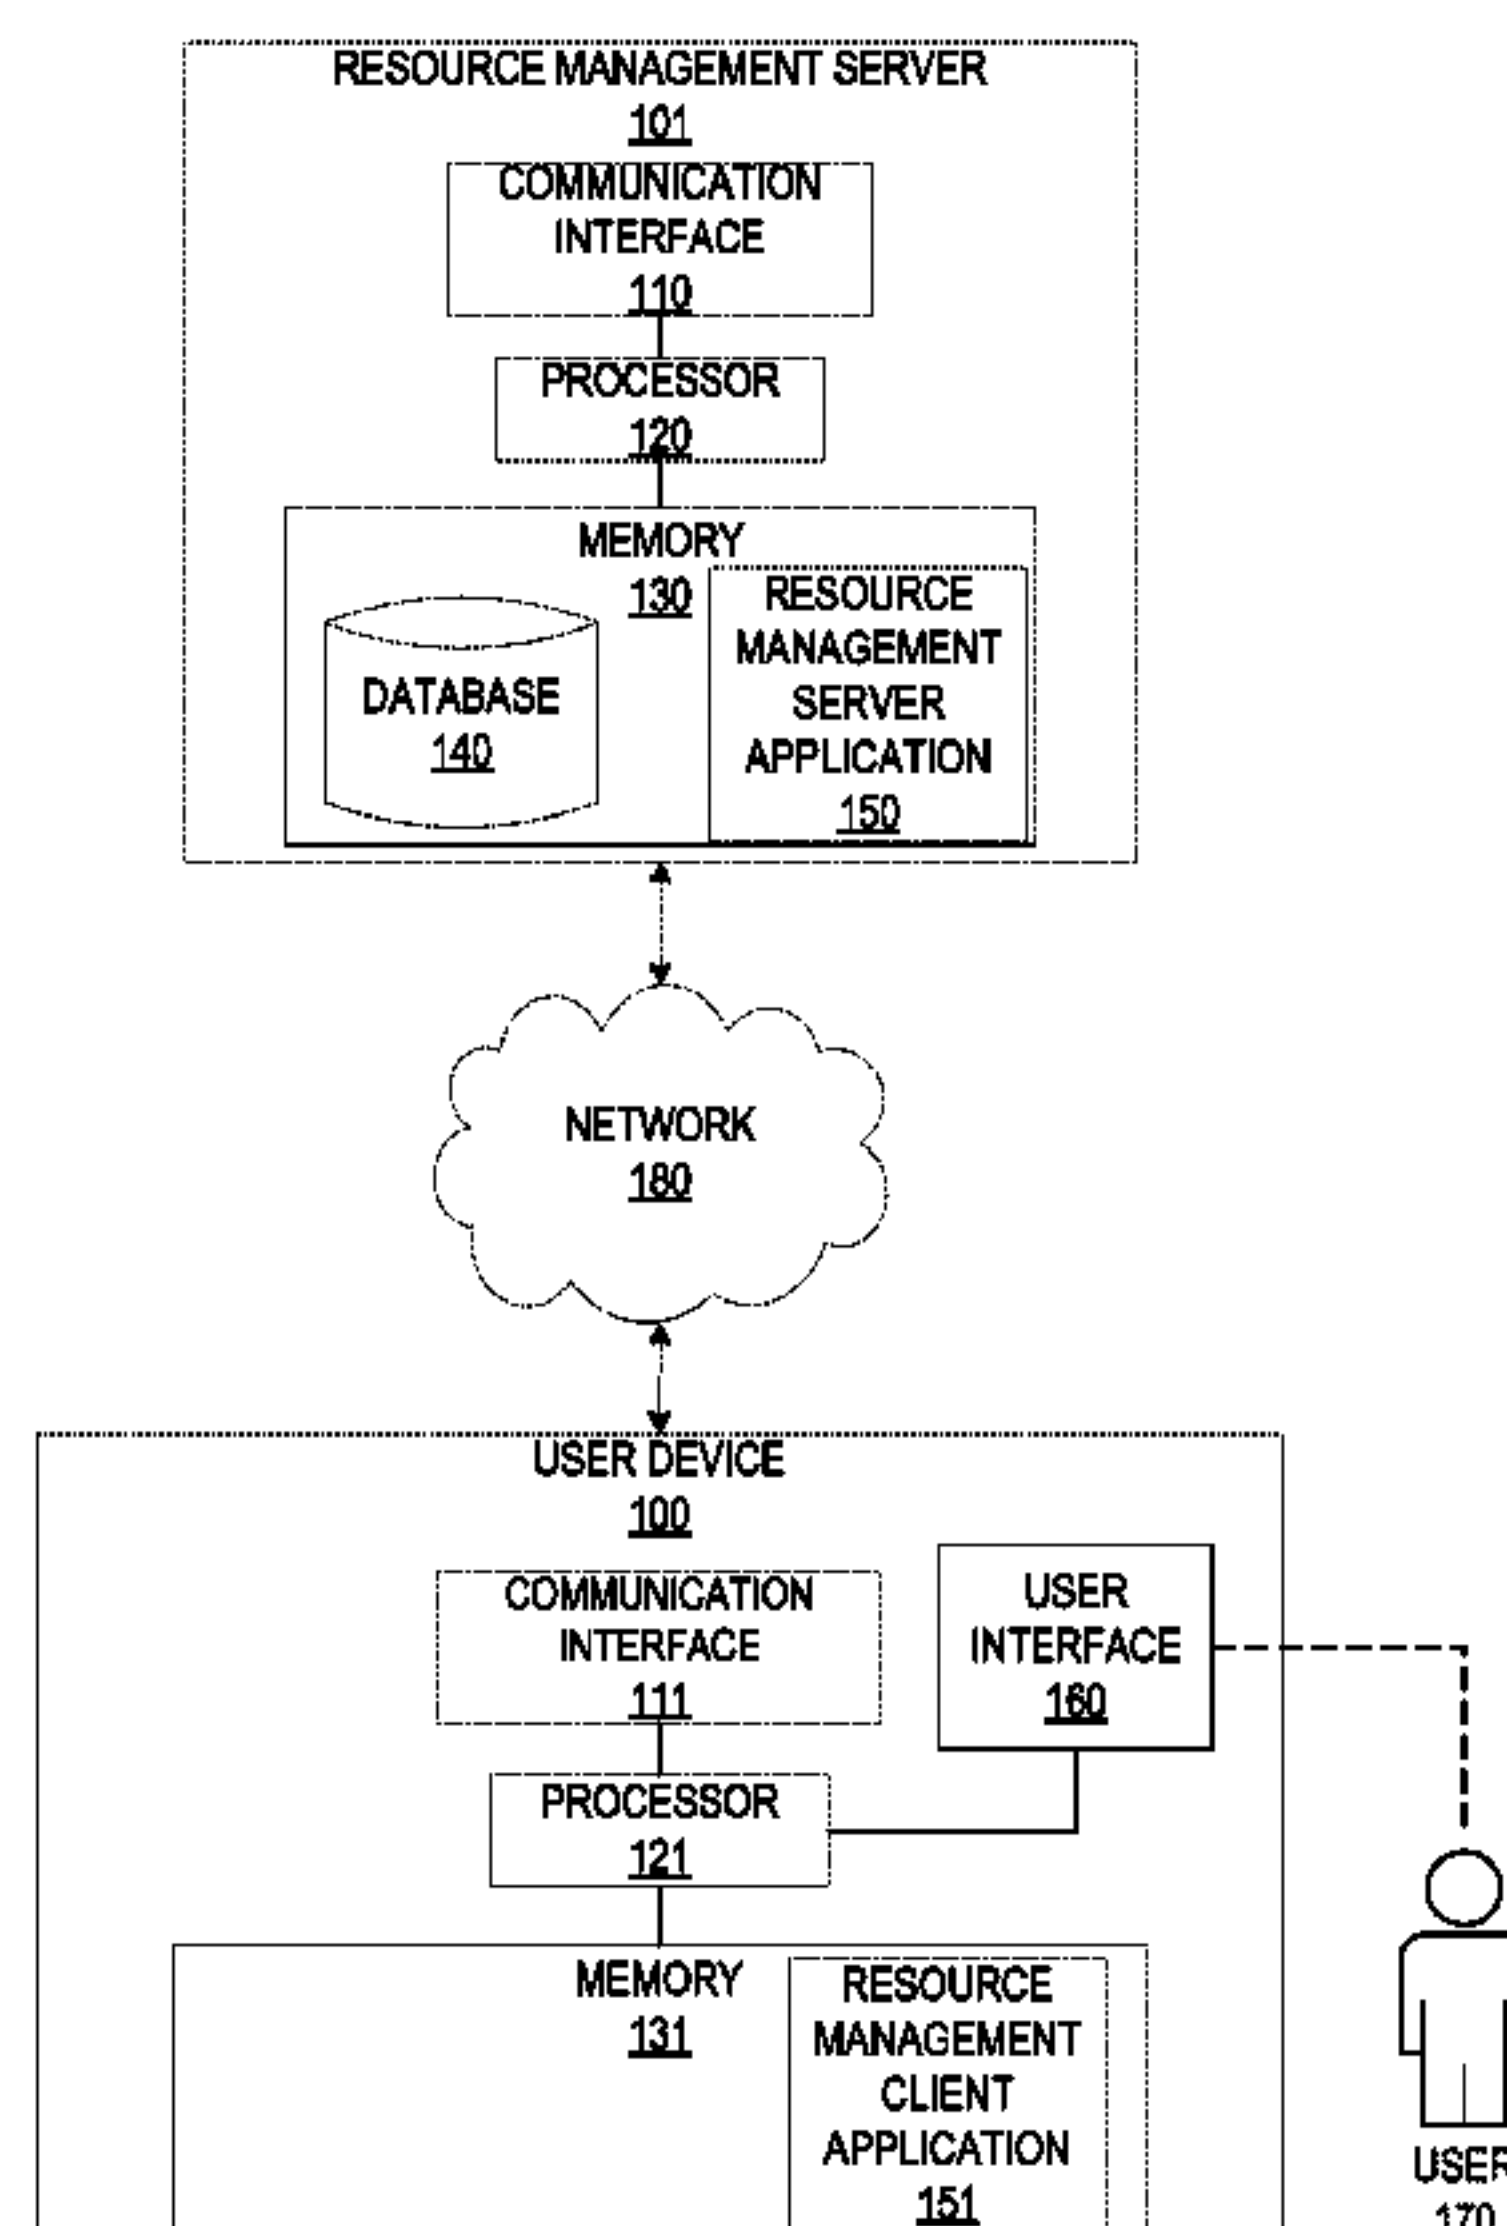 RESOURCE MANAGEMENT SERVER
101
COMMUNICATION
INTERFACE
110
PROCESSOR
120
MEMORY
130
DATABASE
140
RESOURCE
MANAGEMENT
SERVER
APPLICATION
150
NETWORK
180
USER DEVICE
100
COMMUNICATION
INTERFACE
111
USER
INTERFACE
160
PROCESSOR
121
MEMORY
131
RESOURCE
MANAGEMENT
CLIENT
APPLICATION
151
USER
170